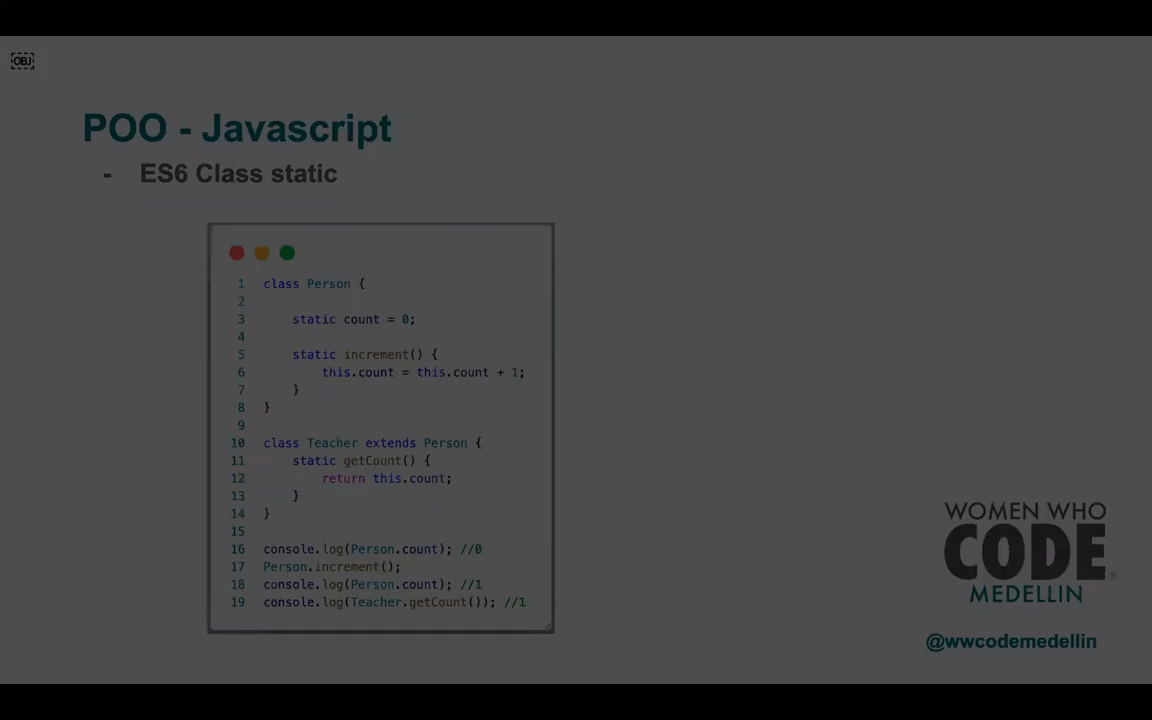 OBJ
POO - Javascript
- ES6 Class static
1 class Person {
2
3     static count = 0;
4
5     static increment() {
6         this.count = this.count + 1;
7     }
8 }
9
10 class Teacher extends Person {
11     static getCount() {
12         return this.count;
13     }
14 }
15
16 console.log(Person.count); //0
17 Person.increment();
18 console.log(Person.count); //1
19 console.log(Teacher.getCount()); //1
WOMEN WHO
CODE®
MEDELLIN
@wwcodemedellin